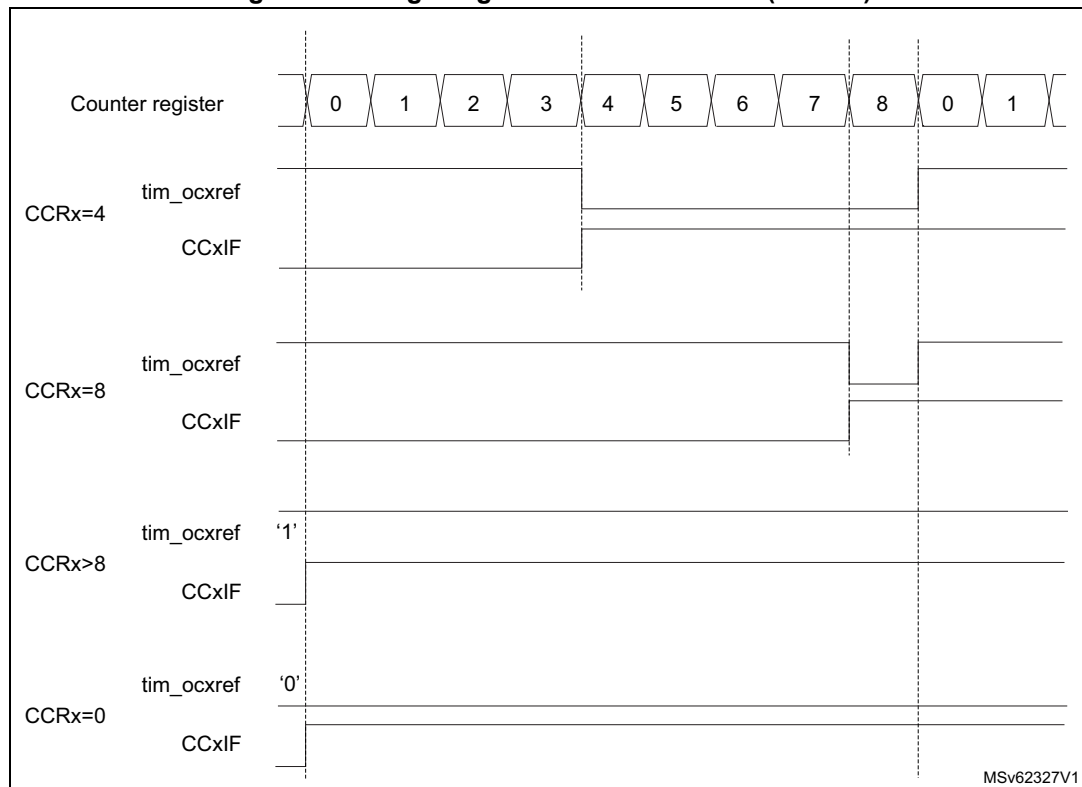 Counter register 0 1 2 3 4 5 6 7 8 0 1
tim_ocxref
CCRx=4
CCxIF
tim_ocxref
CCRx=8
CCxIF
tim_ocxref ‘1’
CCRx>8
CCxIF
tim_ocxref ‘0’
CCRx=0
CCxIF
MSv62327V1